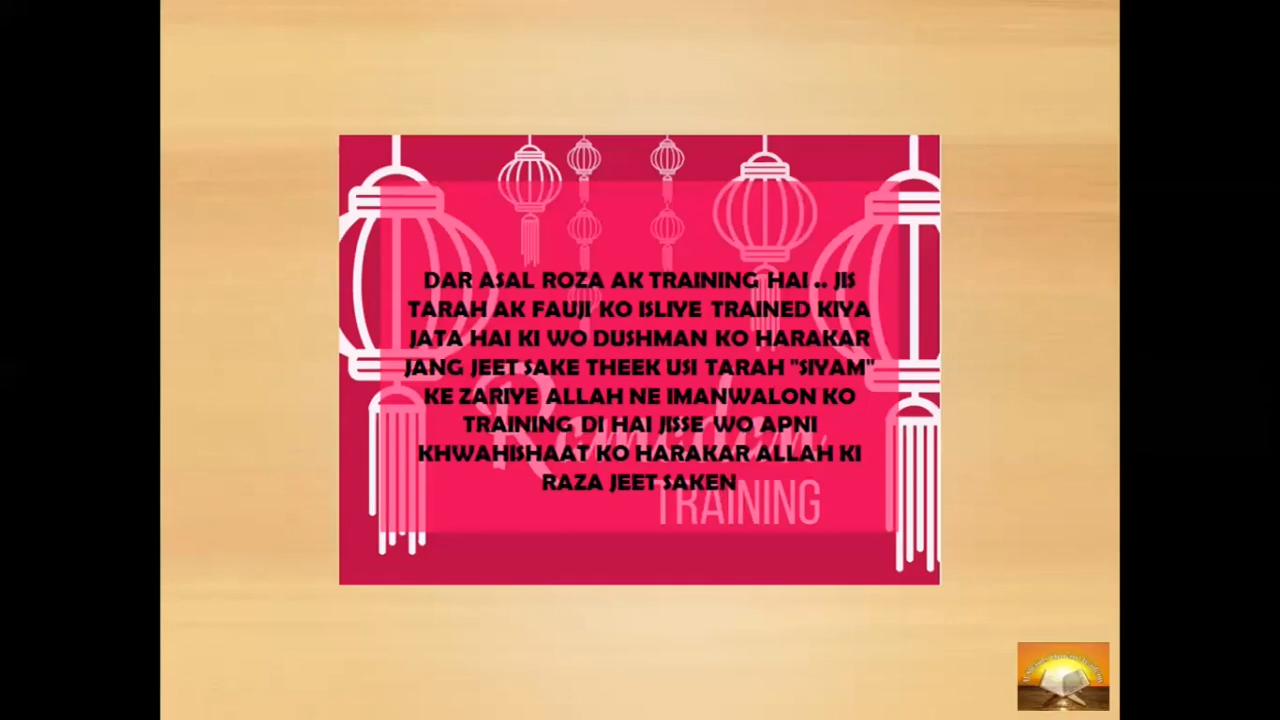 DAR ASAL ROZA AK TRAINING HAI .. JIS
TARAH AK FAUJI KO ISLIYE TRAINED KIYA
JATA HAI KI WO DUSHMAN KO HARAKAR
JANG JEET SAKE THEEK USI TARAH "SIYAM"
KE ZARIYE ALLAH NE IMANWALON KO
TRAINING DI HAI JISSE WO APNI
KHWAHISHAAT KO HARAKAR ALLAH KI
RAZA JEET SAKEN
Ramadan
TRAINING